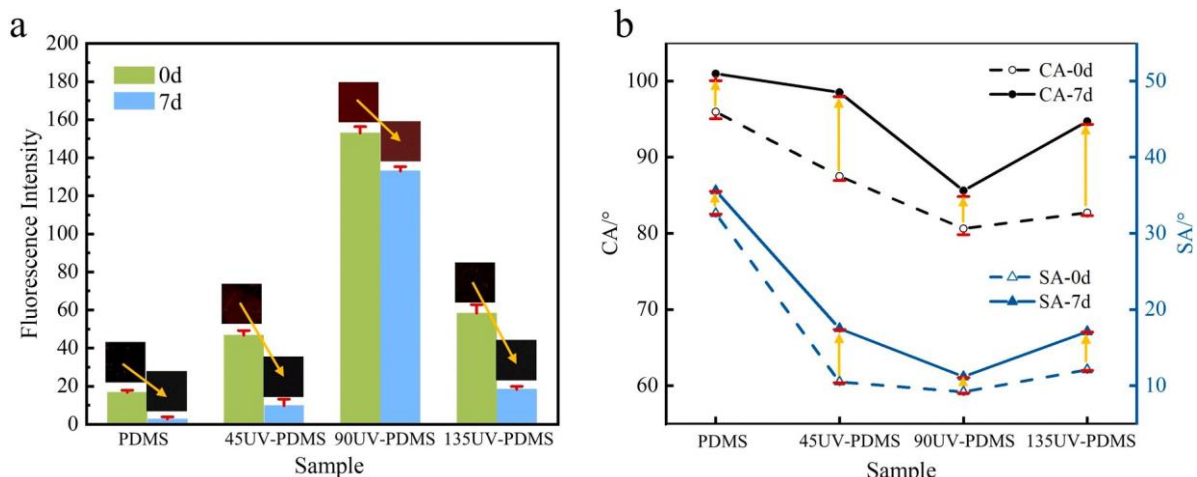 a
200
180
160
140
120
100
80
60
40
20
0
Fluorescence Intensity
0d
7d
PDMS 45UV-PDMS 90UV-PDMS 135UV-PDMS
Sample
b
100
90
80
70
60
CA/°
CA-0d
CA-7d
SA-0d
SA-7d
50
40
30
20
10
SA/°
PDMS 45UV-PDMS 90UV-PDMS 135UV-PDMS
Sample